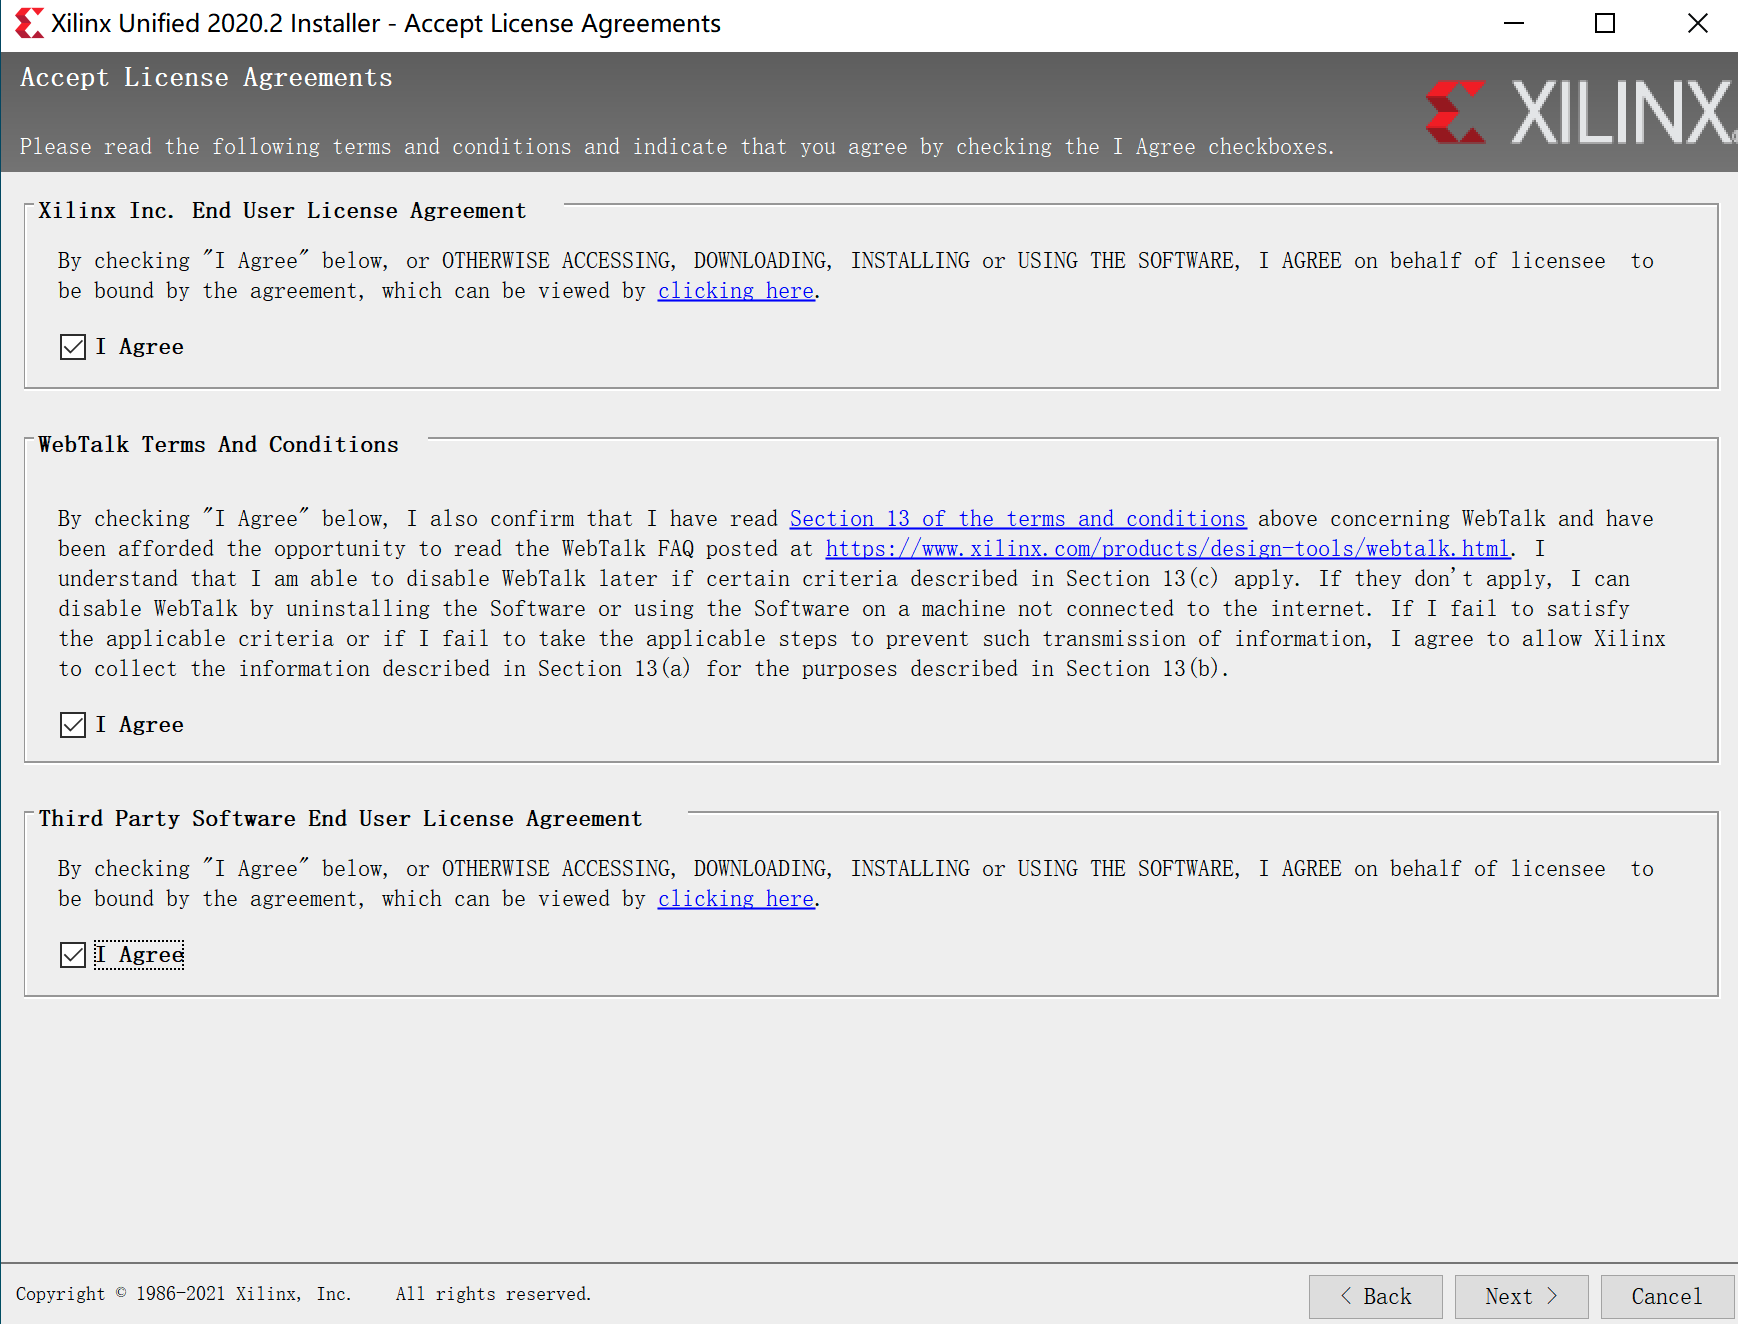 Xilinx Unified 2020.2 Installer - Accept License Agreements
Accept License Agreements
XILINX
Please read the following terms and conditions and indicate that you agree by checking the I Agree checkboxes.
Xilinx Inc. End User License Agreement
By checking "I Agree" below, or OTHERWISE ACCESSING, DOWNLOADING, INSTALLING or USING THE SOFTWARE, I AGREE on behalf of licensee to
be bound by the agreement, which can be viewed by clicking here.
I Agree
WebTalk Terms And Conditions
By checking "I Agree" below, I also confirm that I have read Section 13 of the terms and conditions above concerning WebTalk and have
been afforded the opportunity to read the WebTalk FAQ posted at https://www.xilinx.com/products/design-tools/webtalk.html. I
understand that I am able to disable WebTalk later if certain criteria described in Section 13(c) apply. If they don't apply, I can
disable WebTalk by uninstalling the Software or using the Software on a machine not connected to the internet. If I fail to satisfy
the applicable criteria or if I fail to take the applicable steps to prevent such transmission of information, I agree to allow Xilinx
to collect the information described in Section 13(a) for the purposes described in Section 13(b).
I Agree
Third Party Software End User License Agreement
By checking "I Agree" below, or OTHERWISE ACCESSING, DOWNLOADING, INSTALLING or USING THE SOFTWARE, I AGREE on behalf of licensee to
be bound by the agreement, which can be viewed by clicking here.
I Agree
Copyright © 1986-2021 Xilinx, Inc. All rights reserved.
< Back Next > Cancel